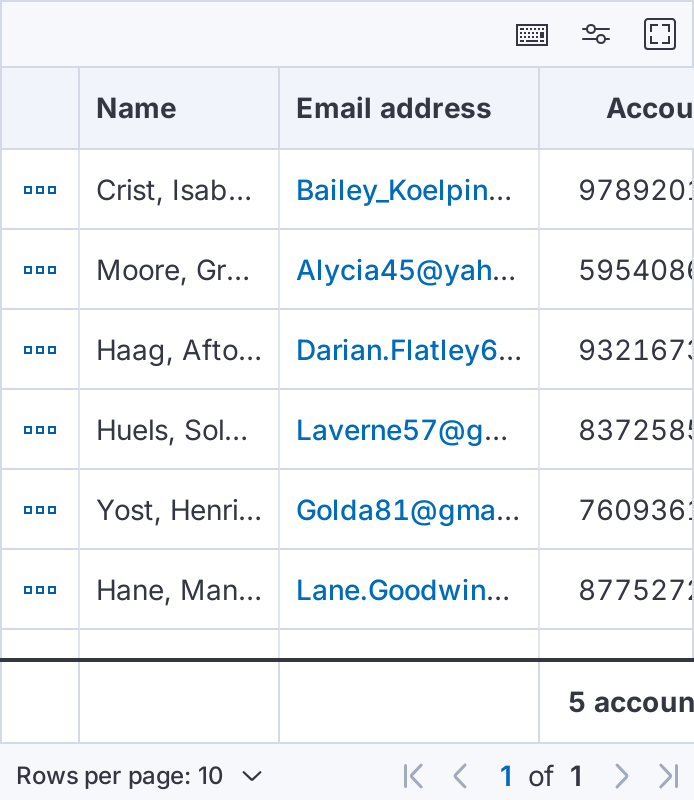 Name Email address Accou
Crist, Isab... Bailey_Koelpin... 978920
Moore, Gr... Alycia45@yah... 595408
Haag, Afto... Darian.Flatley6... 932167
Huels, Sol... Laverne57@g... 837258
Yost, Henri... Golda81@gma... 760936
Hane, Man... Lane.Goodwin... 877527
5 accoun
Rows per page: 10 1 of 1